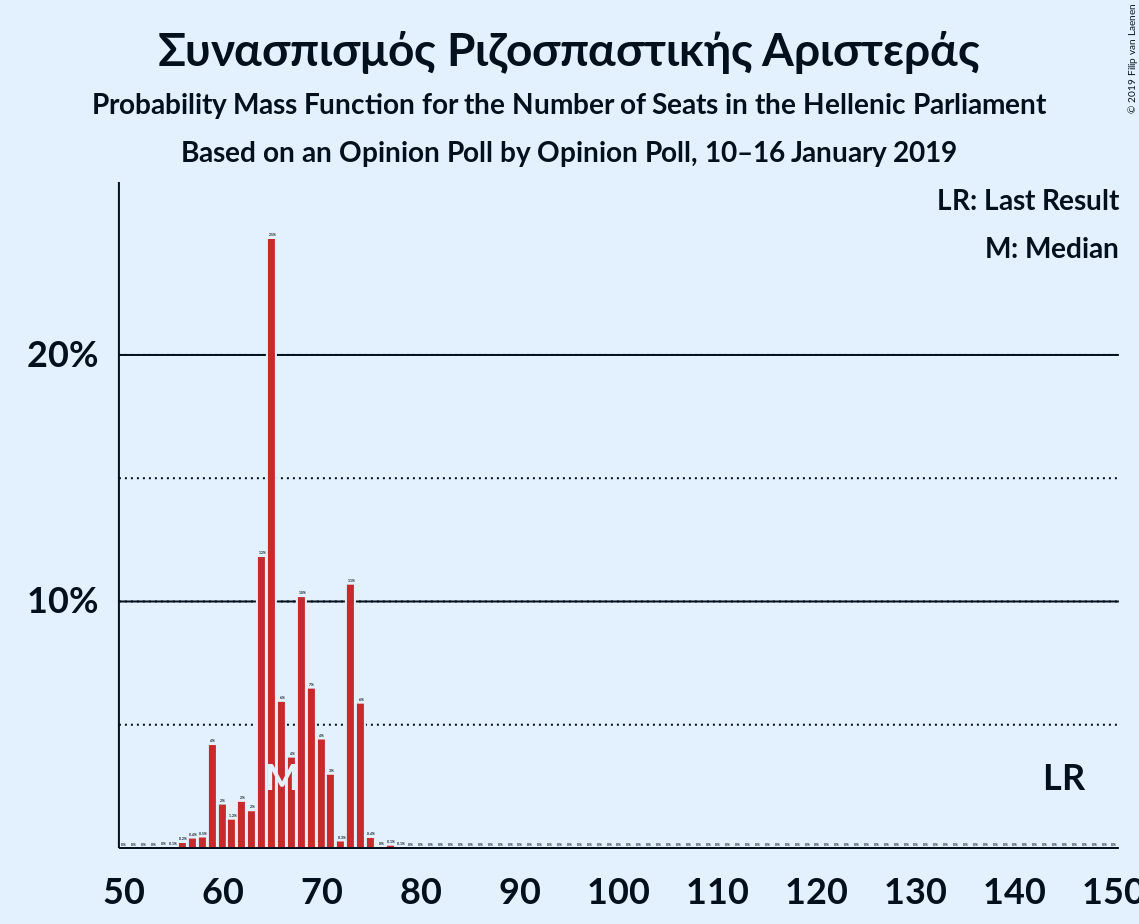 Συνασπισμός Ριζοσπαστικής Αριστεράς
Probability Mass Function for the Number of Seats in the Hellenic Parliament
Based on an Opinion Poll by Opinion Poll, 10–16 January 2019
© 2019 Filip van Laenen
LR: Last Result
M: Median
20%
10%
M
LR
50 60 70 80 90 100 110 120 130 140 150